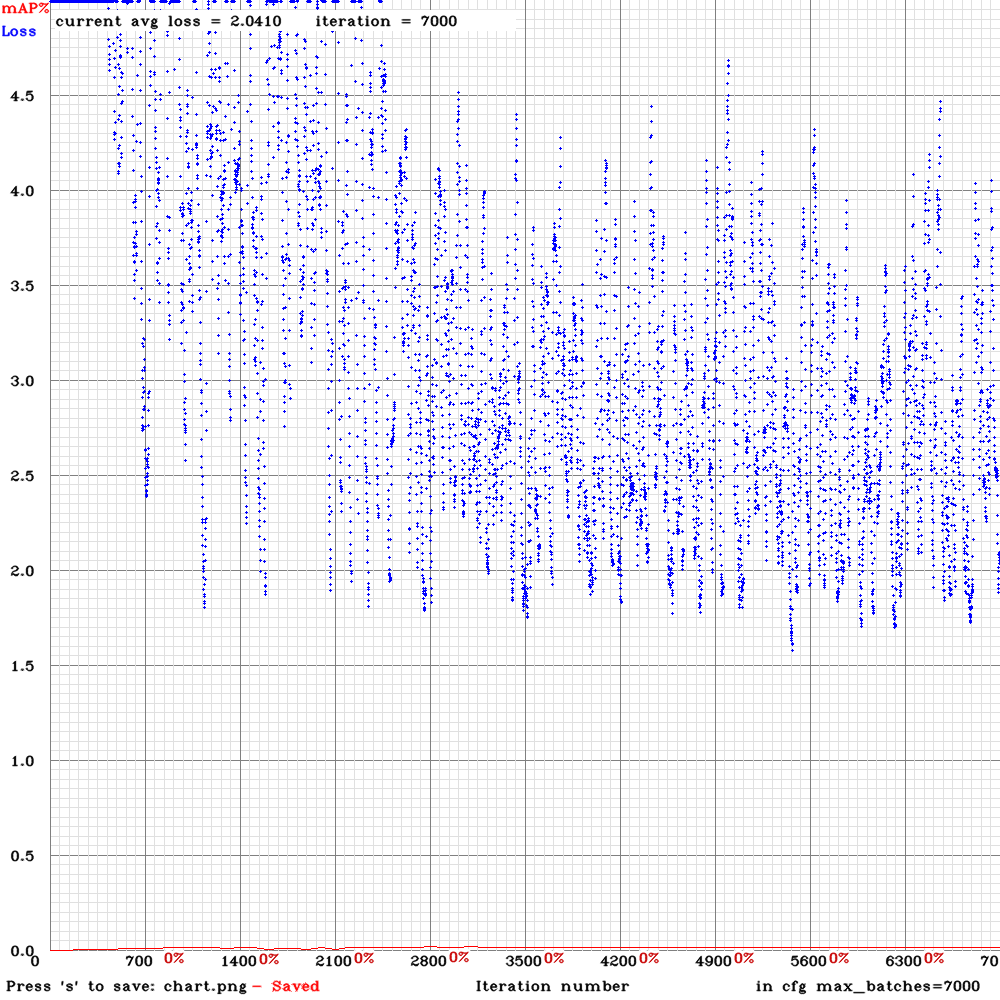 mAP%
current avg loss = 2.0410 iteration = 7000
Loss
4.5
4.0
3.5
3.0
2.5
2.0
1.5
1.0
0.5
0.0
0 700 0% 1400 0% 2100 0% 2800 0% 3500 0% 4200 0% 4900 0% 5600 0% 6300 0% 70
Press 's' to save: chart.png - Saved Iteration number in cfg max_batches=7000